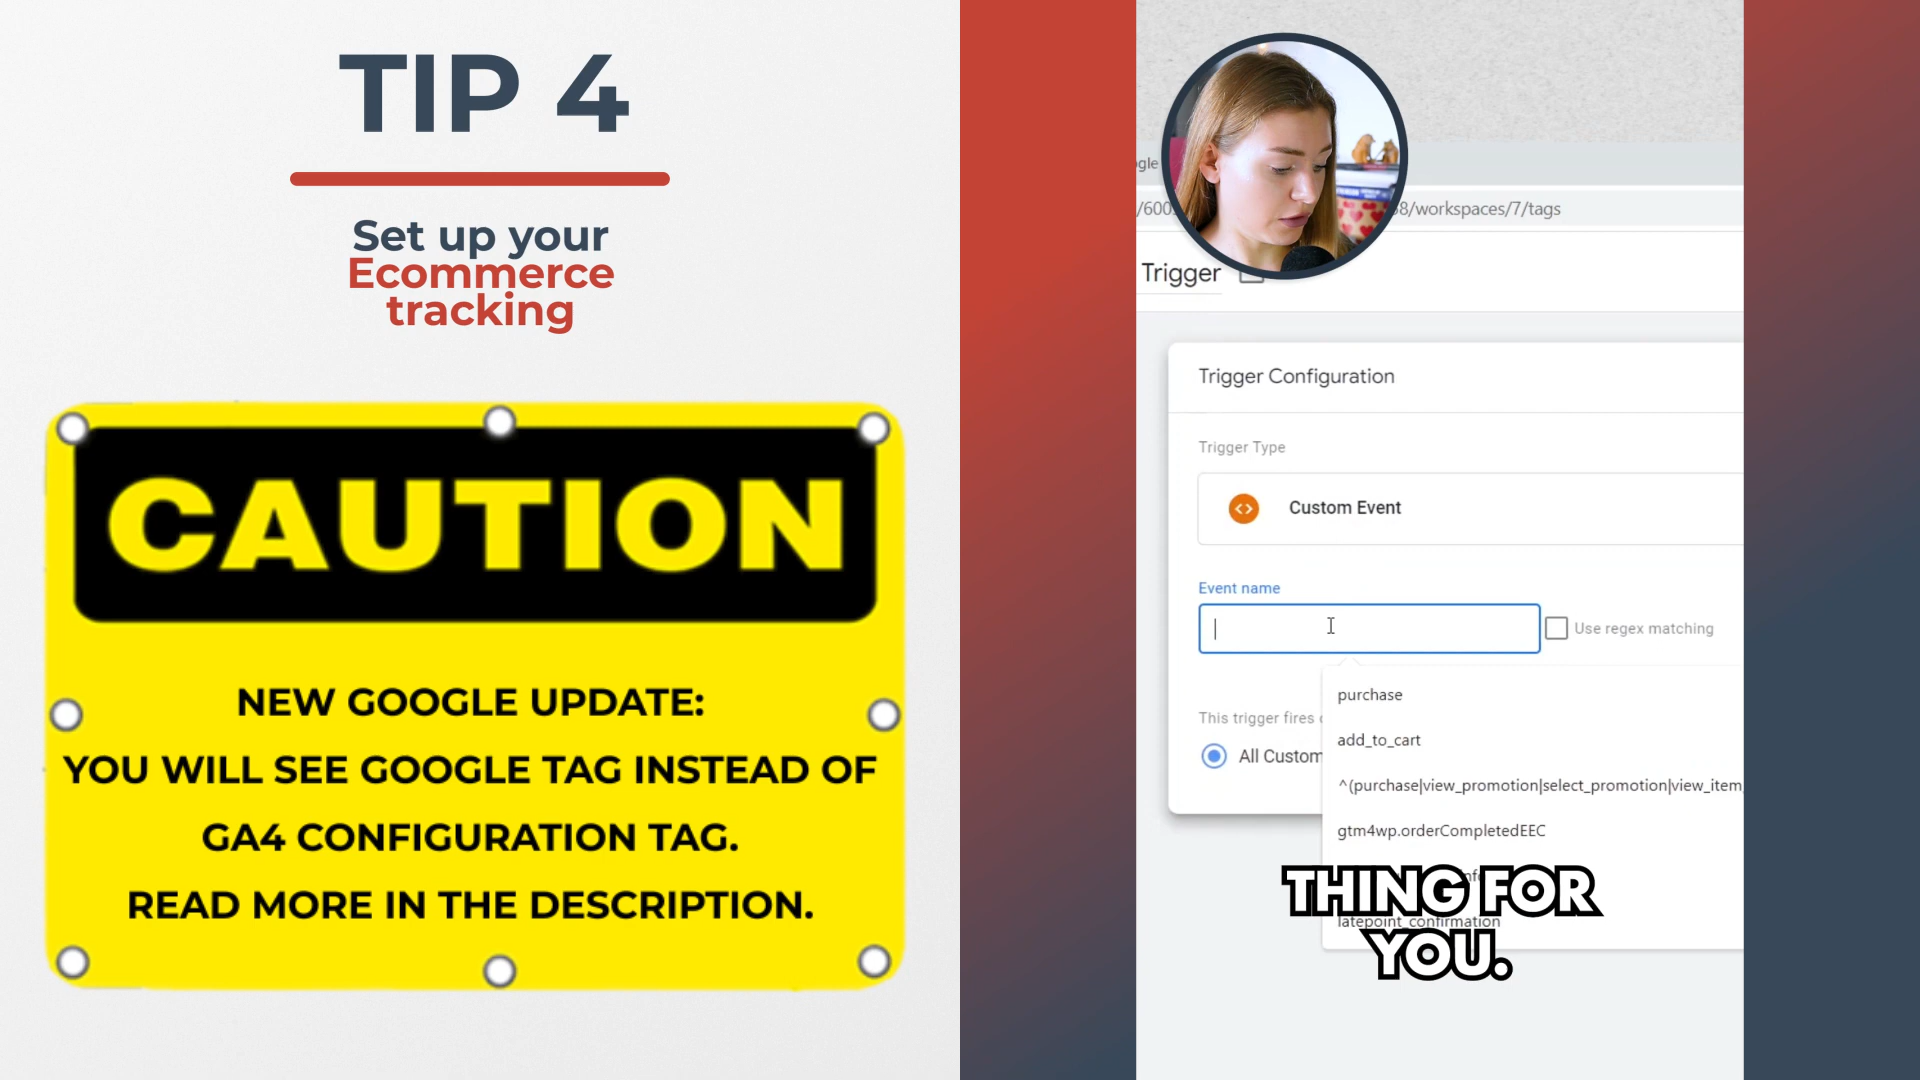 TIP 4
Set up your
Ecommerce
tracking
CAUTION
NEW GOOGLE UPDATE:
YOU WILL SEE GOOGLE TAG INSTEAD OF
GA4 CONFIGURATION TAG.
READ MORE IN THE DESCRIPTION.
gle
/600
8/workspaces/7/tags
Trigger
Trigger Configuration
Trigger Type
<> Custom Event
Event name
Use regex matching
purchase
This trigger fires
add_to_cart
All Custom
^(purchase|view_promotion|select_promotion|view_item
gtm4wp.orderCompletedEEC
THING FOR
latepoint_confirmation
YOU.